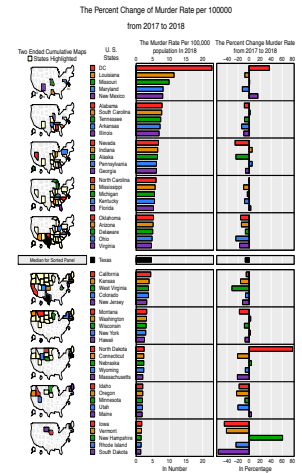 The Percent Change of Murder Rate per 100000
from 2017 to 2018
Two Ended Cumulative Maps
States Highlighted
U. S.
States
The Murder Rate Per 100,000
population In 2018
The Percent Change Murder Rate
from 2017 to 2018
0 5 10 15 20
-40 -20 0 20 40 60 80
DC
Louisiana
Missouri
Maryland
New Mexico
Alabama
South Carolina
Tennessee
Arkansas
Illinois
Nevada
Indiana
Alaska
Pennsylvania
Georgia
North Carolina
Mississippi
Michigan
Kentucky
Florida
Oklahoma
Arizona
Delaware
Ohio
Virginia
Median for Sorted Panel
Texas
California
Kansas
West Virginia
Colorado
New Jersey
Montana
Washington
Wisconsin
New York
Hawaii
North Dakota
Connecticut
Nebraska
Wyoming
Massachusetts
Idaho
Oregon
Minnesota
Utah
Maine
Iowa
Vermont
New Hampshire
Rhode Island
South Dakota
0 5 10 15 20
-40 -20 0 20 40 60 80
In Number
In Percentage